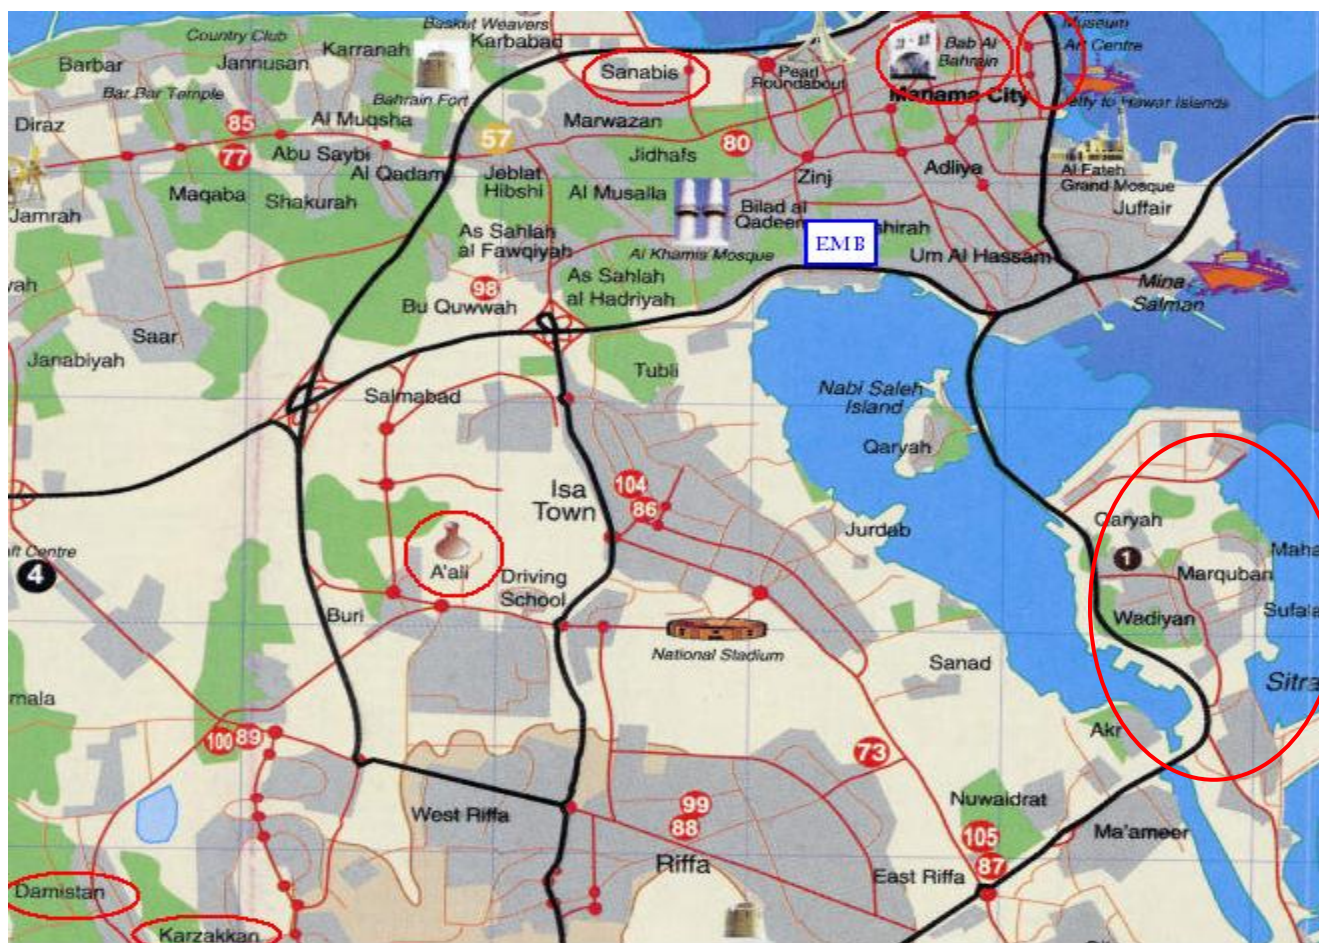 Basket Weavers
Museum
Country Club
Karranah
Karbabad
Bab Al
Bahrain
Art Centre
Barbar
Jannusan
Sanabis
Pearl
Roundabout
Manama City
Jetty to Hawar Islands
Bar Bar Temple
Bahrain Fort
Diraz
85
Al Muqsha
Marwazan
57
80
77
Abu Saybi
Al Qadam
Jeblat
Hibshi
Jidhafs
Zinj
Adliya
Al Fateh
Grand Mosque
Maqaba
Shakurah
Al Musalla
Bilad al
Qadeem
Juffair
Jamrah
As Sahlah
al Fawqiyah
EMB
shirah
Al Khamis Mosque
Um Al Hassam
98
As Sahlah
al Hadriyah
Mina
Salman
Bu Quwwah
Saar
Janabiyah
Tubli
Salmabad
Nabi Saleh
Island
Qaryah
104
Isa
Town
86
Jurdab
Qaryah
ft Centre
4
A'ali
Driving
School
1
Maha
Marquban
Buri
Wadiyan
Sufala
National Stadium
Sanad
Sitra
mala
100
89
73
Akr
99
88
West Riffa
Nuwaidrat
105
Ma'ameer
Riffa
87
East Riffa
Damistan
Karzakkan